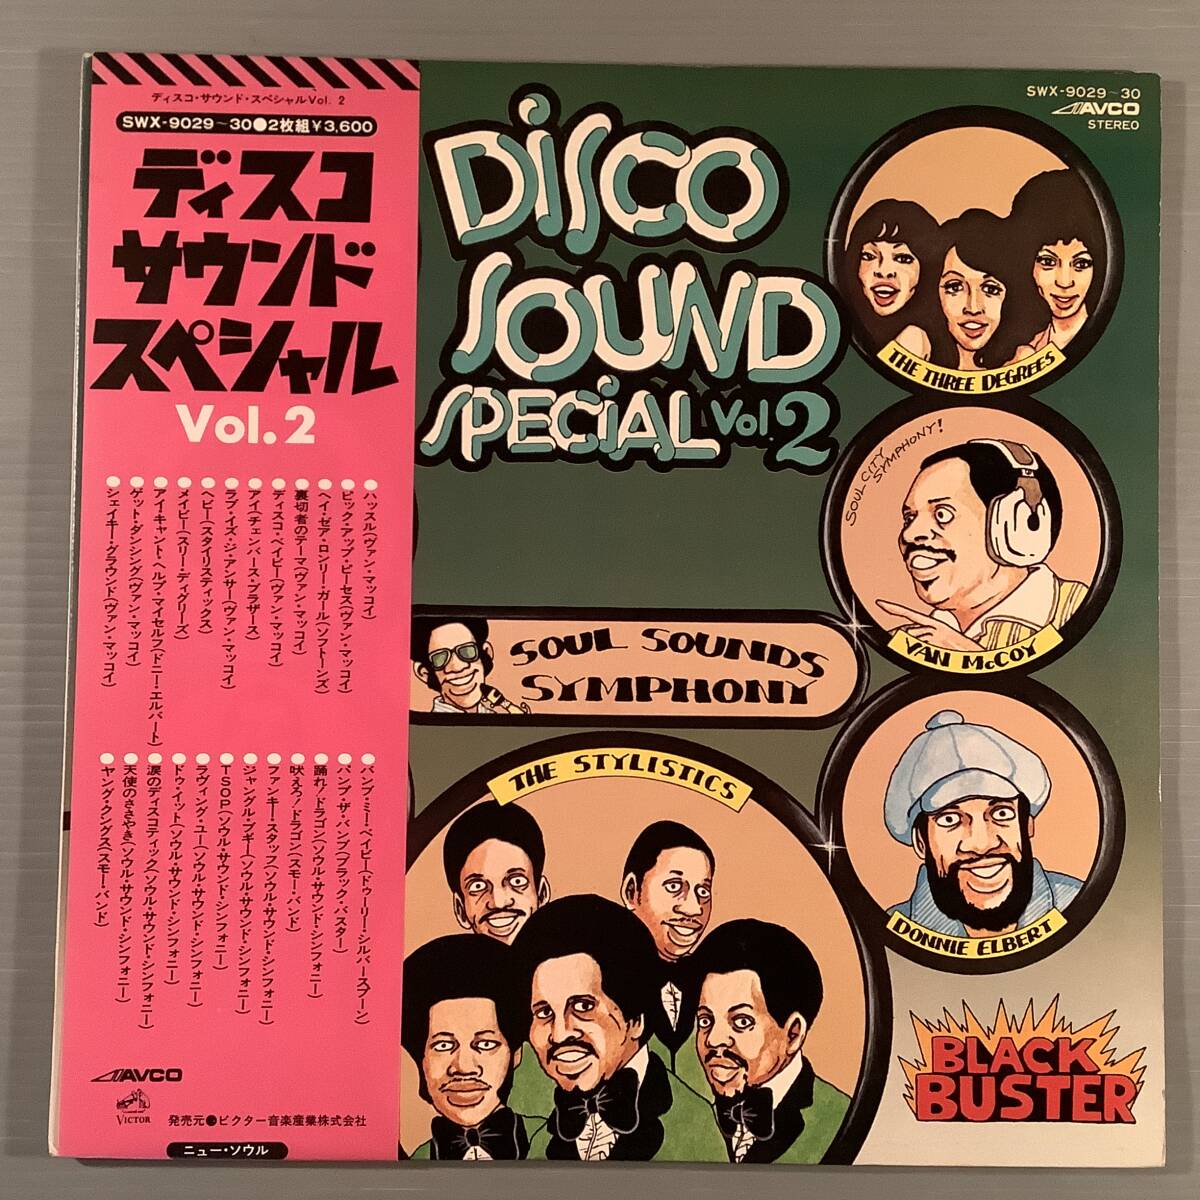 ディスコ・サウンド・スペシャルVol. 2
SWX-9029~30●2枚組¥3,600
ディスコ
サウンド
スペシャル
Vol. 2
●ハッスル(ヴァン・マッコイ)
●ピック・アップ・ピーセス(ヴァン・マッコイ)
●ヘイ・ゼア・ロンリー・ガール(ソフトーンズ)
●裏切者のテーマ(ヴァン・マッコイ)
●ディスコ・ベイビー(ヴァン・マッコイ)
●アイ(チェンバース・ブラザース)
●ラブ・イズ・ジ・アンサー(ヴァン・マッコイ)
●ヘビー(スタイリスティックス)
●メイビー(スリー・ディグリーズ)
●アイ・キャント・ヘルプ・マイセルフ(ドニー・エルバート)
●ゲット・ダンシング(ヴァン・マッコイ)
●シェイキー・グラウンド(ヴァン・マッコイ)
●バンプ・ミー・ベイビー(ドゥーリー・シルバースプーン)
●バンプ・ザ・バンプ(ブラック・バスター)
●踊れ!ドラゴン(ソウル・サウンド・シンフォニー)
●吠えろ!ドラゴン(スモー・バンド)
●ファンキー・スタッフ(ソウル・サウンド・シンフォニー)
●ジャングル・ブギー(ソウル・サウンド・シンフォニー)
●TSOP(ソウル・サウンド・シンフォニー)
●ラヴィング・ユー(ソウル・サウンド・シンフォニー)
●ドゥ・イット(ソウル・サウンド・シンフォニー)
●涙のディスコティック(ソウル・サウンド・シンフォニー)
●天使のささやき(ソウル・サウンド・シンフォニー)
●ヤング・クングス(スモー・バンド)
AVCO
VICTOR
発売元●ビクター音楽産業株式会社
ニュー・ソウル
SWX-9029~30
AVCO
STEREO
DISCO
SOUND
SPECIAL Vol. 2
THE THREE DEGREES
SOUL CITY
SYMPHONY!
VAN McCOY
SOUL SOUNDS
SYMPHONY
THE STYLISTICS
DONNIE ELBERT
BLACK
BUSTER